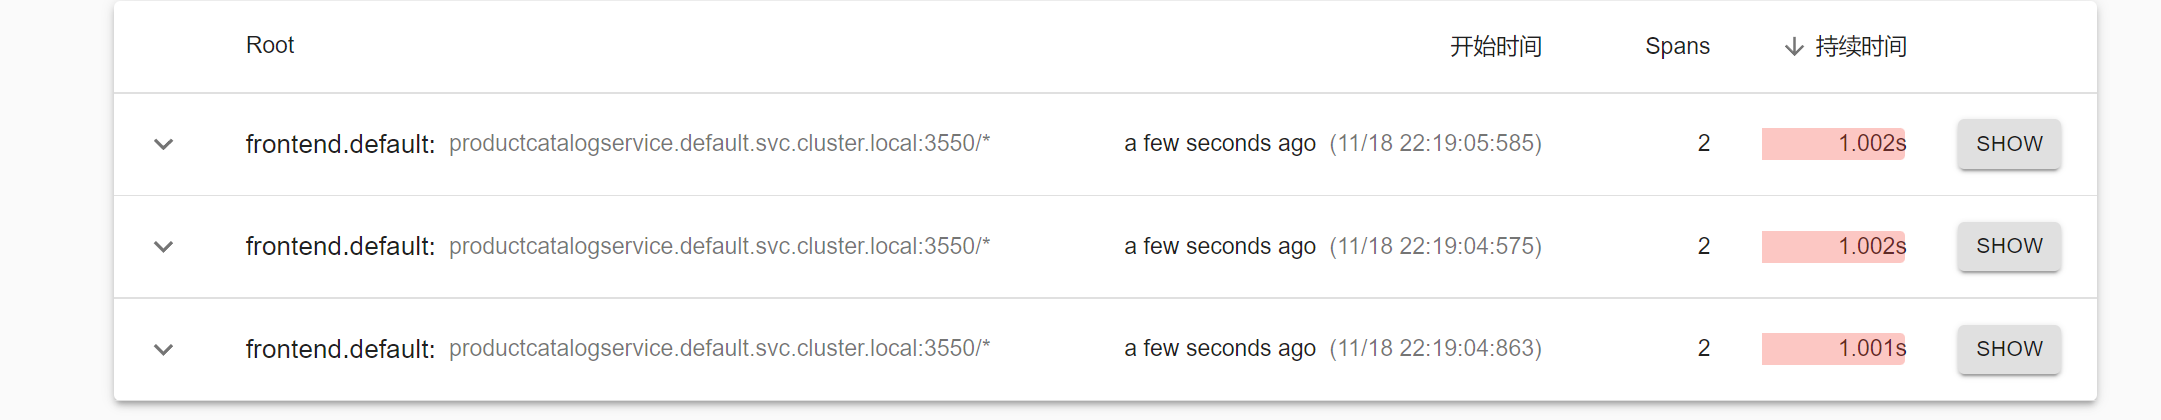 Root 开始时间 Spans 持续时间
frontend.default: productcatalogservice.default.svc.cluster.local:3550/* a few seconds ago (11/18 22:19:05:585) 2 1.002s SHOW
frontend.default: productcatalogservice.default.svc.cluster.local:3550/* a few seconds ago (11/18 22:19:04:575) 2 1.002s SHOW
frontend.default: productcatalogservice.default.svc.cluster.local:3550/* a few seconds ago (11/18 22:19:04:863) 2 1.001s SHOW